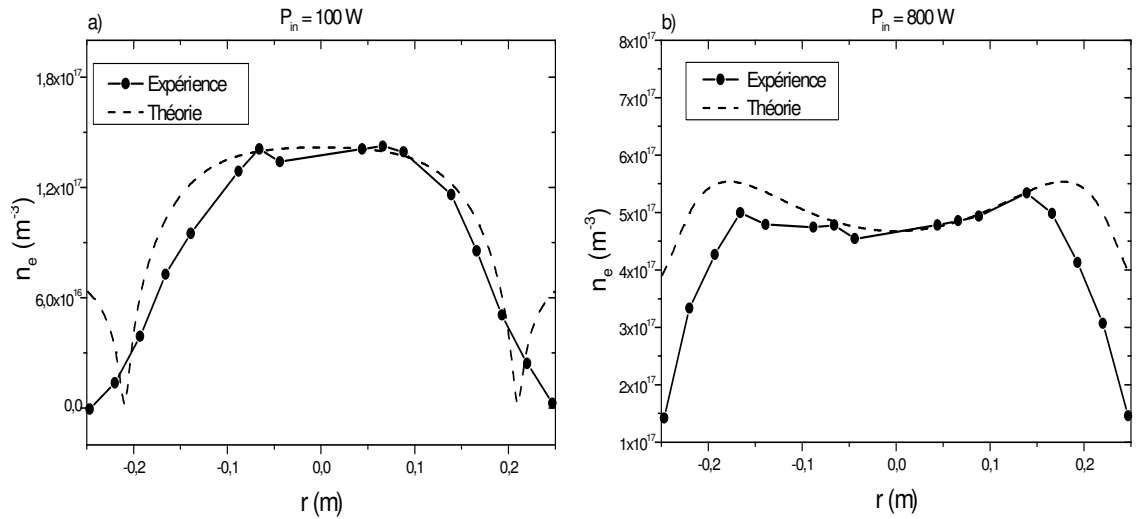 a)
P_in = 100 W
1,8x10^17
1,2x10^17
6,0x10^16
0,0
n_e (m^-3)
Expérience
Théorie
-0,2 -0,1 0,0 0,1 0,2
r (m)
b)
P_in = 800 W
8x10^17
7x10^17
6x10^17
5x10^17
4x10^17
3x10^17
2x10^17
1x10^17
n_e (m^-3)
Expérience
Théorie
-0,2 -0,1 0,0 0,1 0,2
r (m)